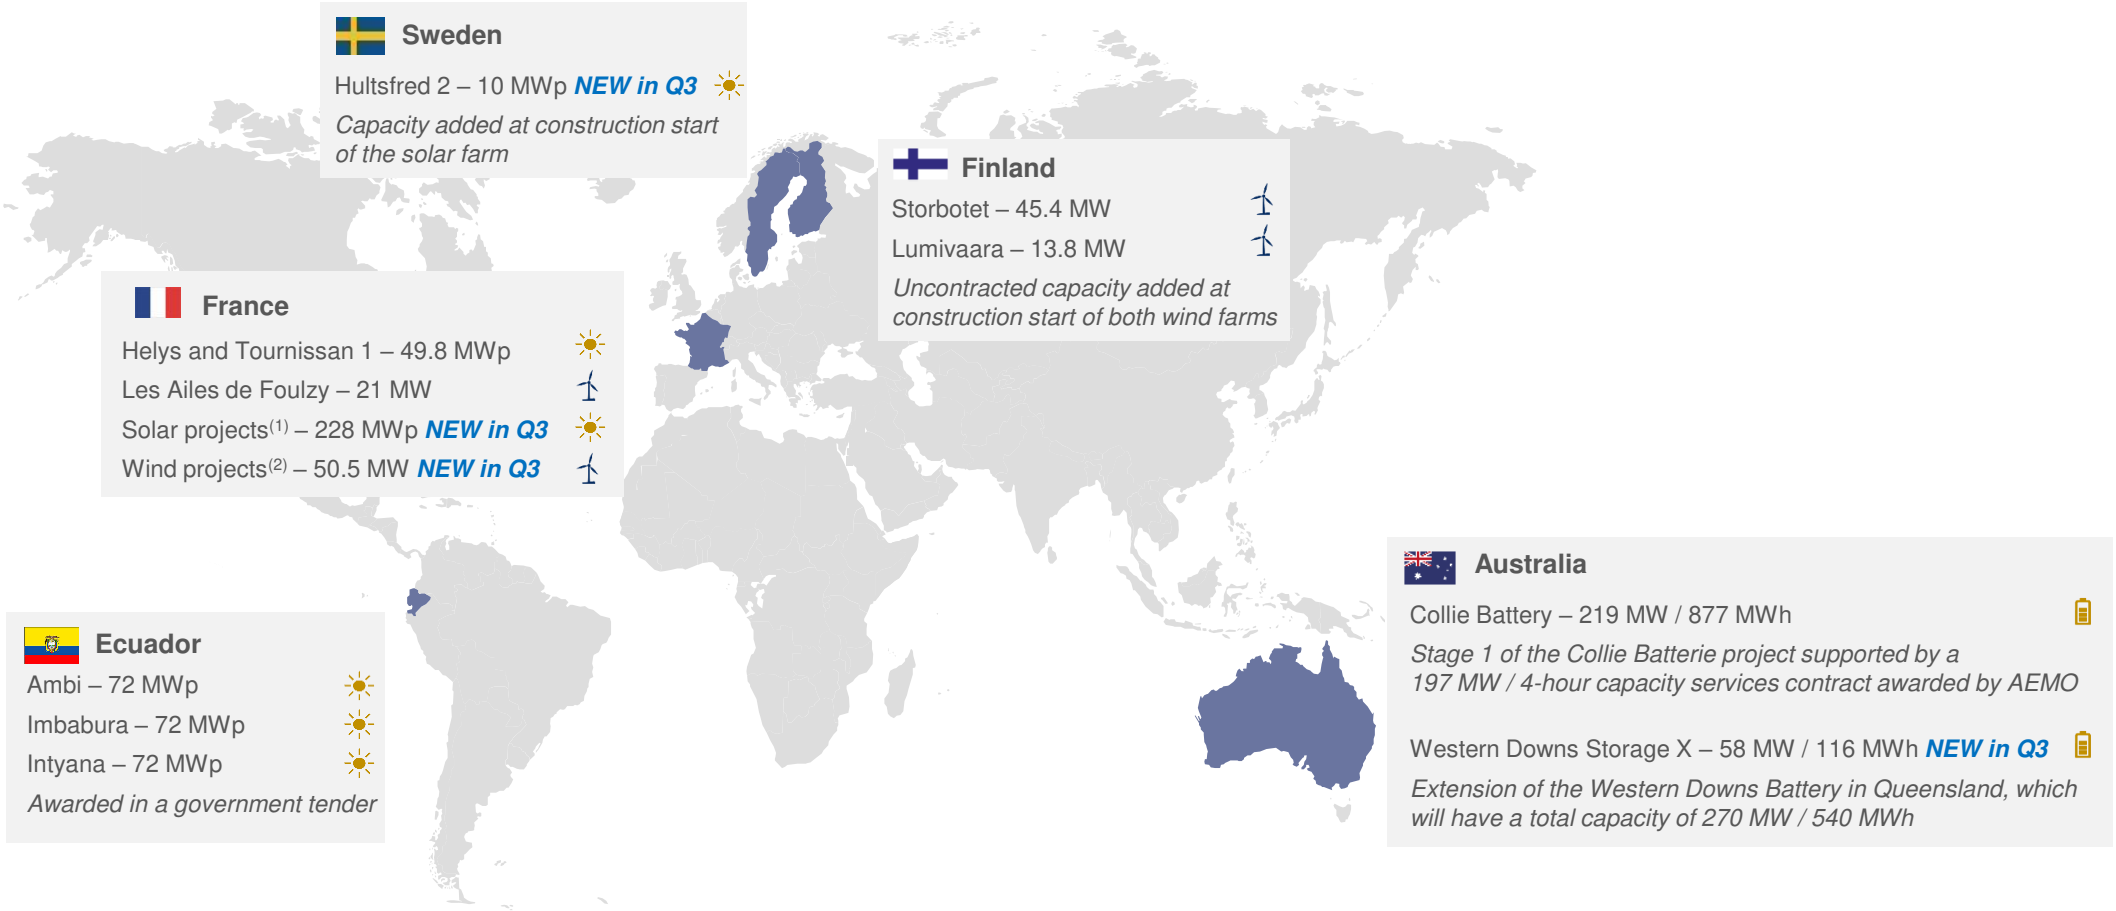 Sweden
Hultsfred 2 – 10 MWp NEW in Q3
Capacity added at construction start
of the solar farm
Finland
Storbotet – 45.4 MW
Lumivaara – 13.8 MW
Uncontracted capacity added at
construction start of both wind farms
France
Helys and Tournissan 1 – 49.8 MWp
Les Ailes de Foulzy – 21 MW
Solar projects(1) – 228 MWp NEW in Q3
Wind projects(2) – 50.5 MW NEW in Q3
Ecuador
Ambi – 72 MWp
Imbabura – 72 MWp
Intyana – 72 MWp
Awarded in a government tender
Australia
Collie Battery – 219 MW / 877 MWh
Stage 1 of the Collie Batterie project supported by a
197 MW / 4-hour capacity services contract awarded by AEMO
Western Downs Storage X – 58 MW / 116 MWh NEW in Q3
Extension of the Western Downs Battery in Queensland, which
will have a total capacity of 270 MW / 540 MWh